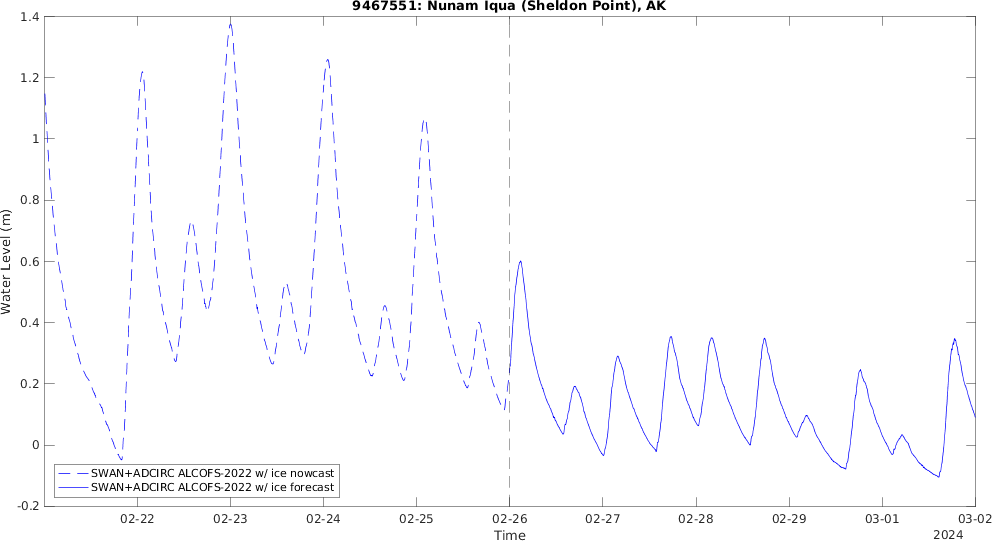 9467551: Nunam Iqua (Sheldon Point), AK
1.4
1.2
1
0.8
0.6
0.4
0.2
0
-0.2
Water Level (m)
SWAN+ADCIRC ALCOFS-2022 w/ ice nowcast
SWAN+ADCIRC ALCOFS-2022 w/ ice forecast
02-22 02-23 02-24 02-25 02-26 02-27 02-28 02-29 03-01 03-02
Time
2024